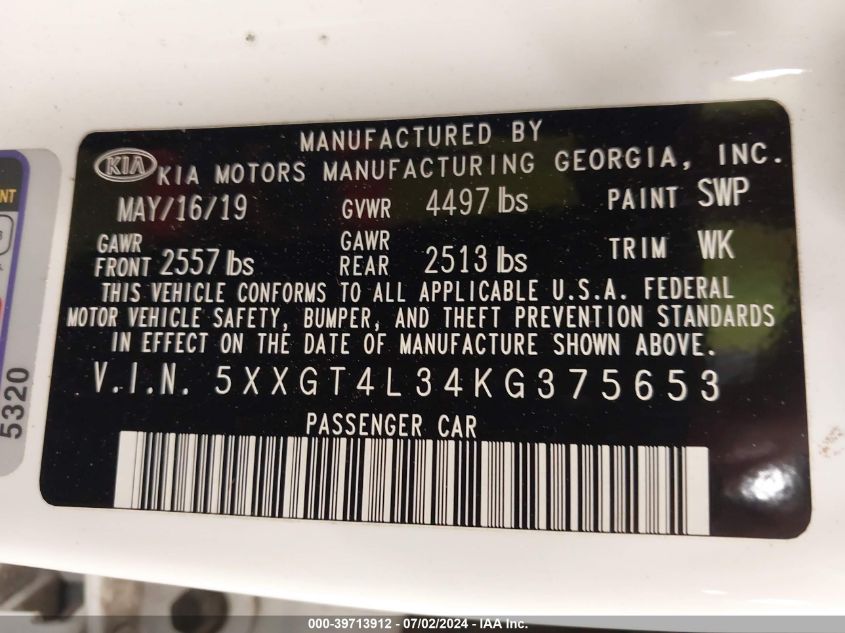 MANUFACTURED BY
KIA KIA MOTORS MANUFACTURING GEORGIA, INC.
MAY/16/19 GVWR 4497 lbs PAINT SWP
GAWR FRONT 2557 lbs GAWR REAR 2513 lbs TRIM WK
THIS VEHICLE CONFORMS TO ALL APPLICABLE U.S.A. FEDERAL
MOTOR VEHICLE SAFETY, BUMPER, AND THEFT PREVENTION STANDARDS
IN EFFECT ON THE DATE OF MANUFACTURE SHOWN ABOVE.
V.I.N. 5XXGT4L34KG375653
PASSENGER CAR
5320
000-39713912 - 07/02/2024 - IAA Inc.